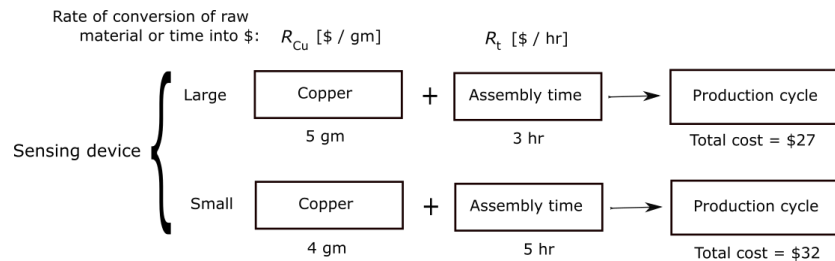 Rate of conversion of raw
material or time into $: R_Cu [$ / gm] R_t [$ / hr]
Large Copper + Assembly time Production cycle
5 gm 3 hr Total cost = $27
Sensing device
Small Copper + Assembly time Production cycle
4 gm 5 hr Total cost = $32